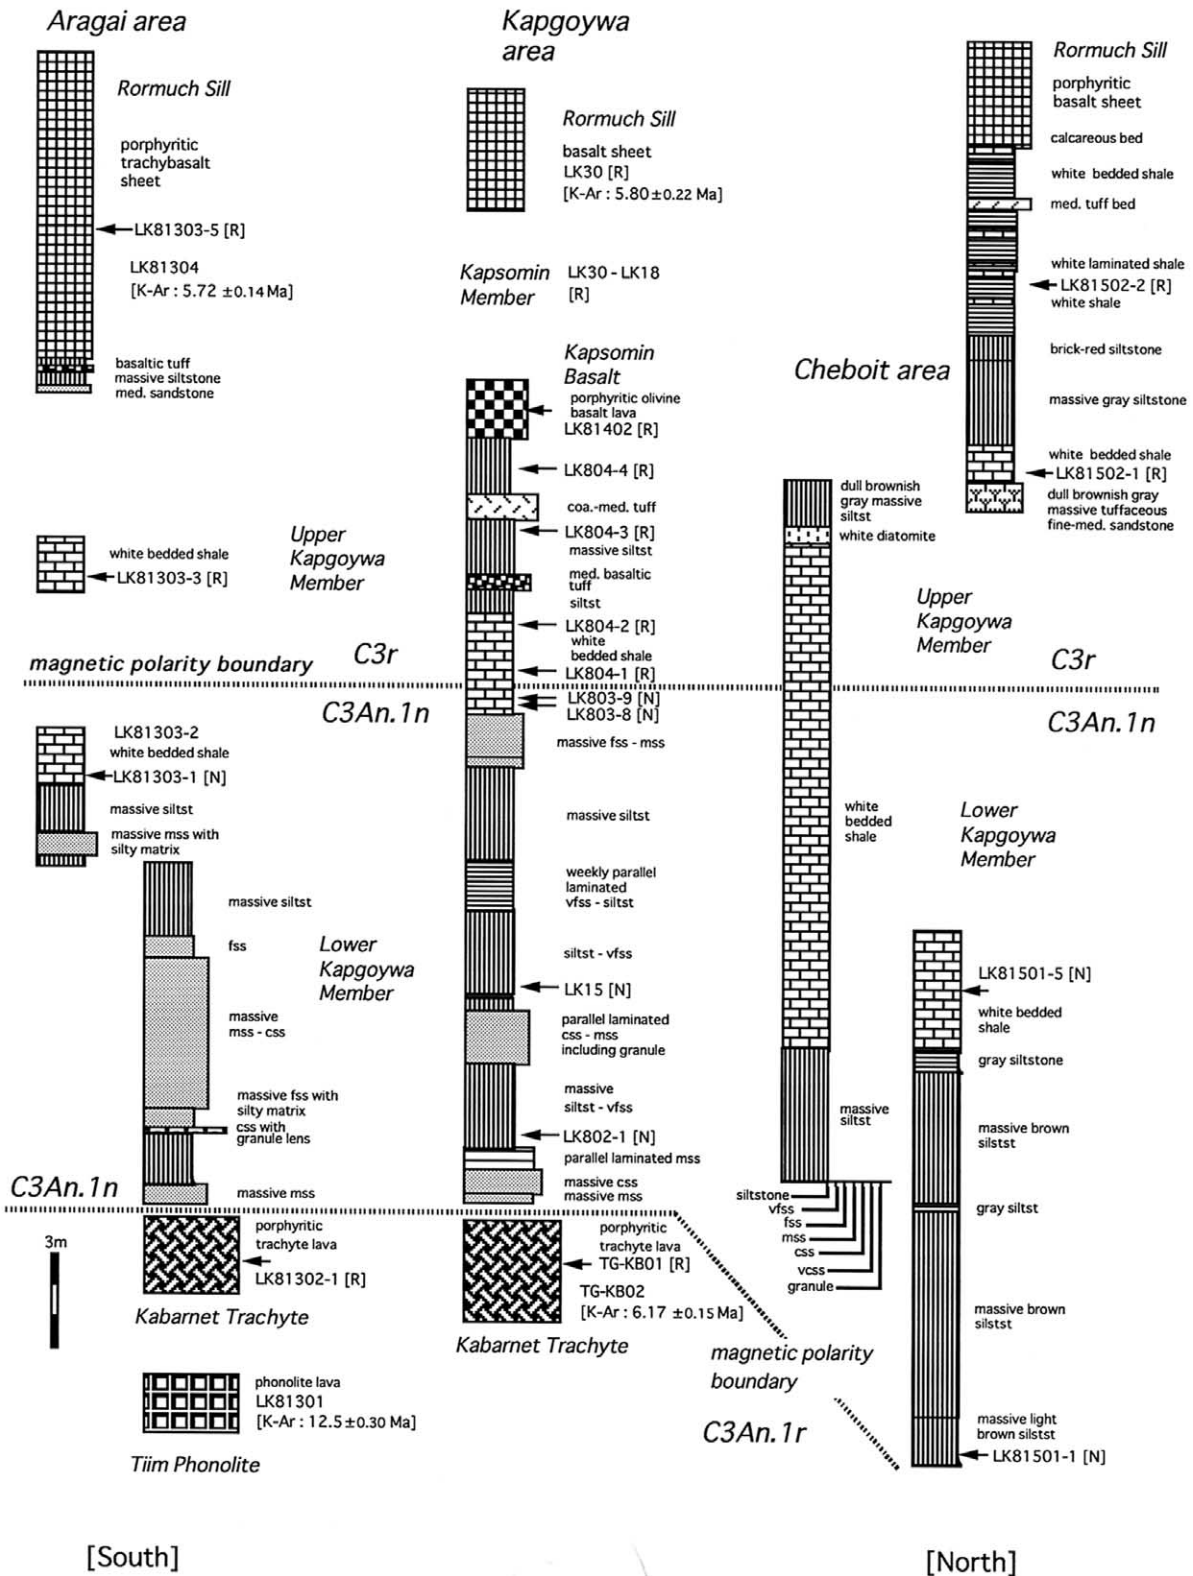 Aragai area
Rormuch Sill
porphyritic
trachybasalt
sheet
LK81303-5 [R]
LK81304
[K-Ar : 5.72 ±0.14 Ma]
basaltic tuff
massive siltstone
med. sandstone
Upper
Kapgoywa
Member
white bedded shale
LK81303-3 [R]
magnetic polarity boundary
C3r
C3An.1n
LK81303-2
white bedded shale
LK81303-1 [N]
massive siltst
massive mss with
silty matrix
massive siltst
fss
Lower
Kapgoywa
Member
massive
mss - css
massive fss with
silty matrix
css with
granule lens
C3An.1n
massive mss
3m
porphyritic
trachyte lava
LK81302-1 [R]
Kabarnet Trachyte
phonolite lava
LK81301
[K-Ar : 12.5 ±0.30 Ma]
Tiim Phonolite
[South]
Kapgoywa
area
Rormuch Sill
basalt sheet
LK30 [R]
[K-Ar : 5.80 ±0.22 Ma]
Kapsomin
Member
LK30 - LK18
[R]
Kapsomin
Basalt
porphyritic olivine
basalt lava
LK81402 [R]
LK804-4 [R]
coa.-med. tuff
LK804-3 [R]
massive siltst
med. basaltic
tuff
siltst
LK804-2 [R]
white
bedded shale
LK804-1 [R]
LK803-9 [N]
LK803-8 [N]
massive fss - mss
massive siltst
weekly parallel
laminated
vfss - siltst
siltst - vfss
LK15 [N]
parallel laminated
css - mss
including granule
massive
siltst - vfss
LK802-1 [N]
parallel laminated mss
massive css
massive mss
porphyritic
trachyte lava
TG-KB01 [R]
TG-KB02
[K-Ar : 6.17 ±0.15 Ma]
Kabarnet Trachyte
magnetic polarity
boundary
C3An.1r
Cheboit area
Rormuch Sill
porphyritic
basalt sheet
calcareous bed
white bedded shale
med. tuff bed
white laminated shale
LK81502-2 [R]
white shale
brick-red siltstone
massive gray siltstone
white bedded shale
LK81502-1 [R]
dull brownish gray
massive tuffaceous
fine-med. sandstone
dull brownish
gray massive
siltst
white diatomite
Upper
Kapgoywa
Member
C3r
C3An.1n
white
bedded
shale
Lower
Kapgoywa
Member
massive
siltst
siltstone
vfss
fss
mss
css
vcss
granule
LK81501-5 [N]
white bedded
shale
gray siltstone
massive brown
silstst
gray siltst
massive brown
silstst
massive light
brown silstst
LK81501-1 [N]
[North]